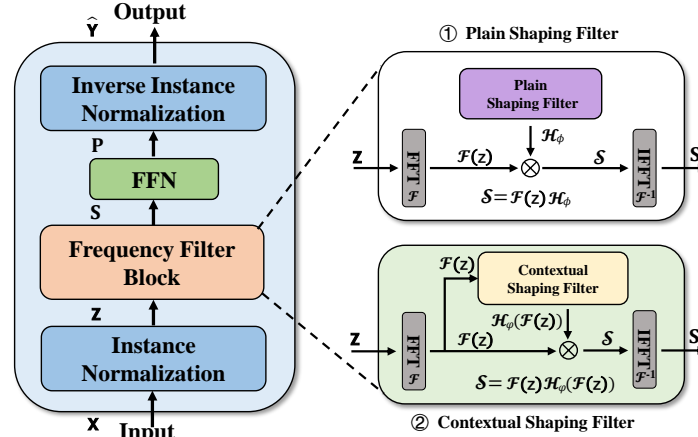 Output
Ŷ
Inverse Instance
Normalization
P
FFN
S
Frequency Filter
Block
Z
Instance
Normalization
X
Input
① Plain Shaping Filter
Plain
Shaping Filter
ℋ𝜙
Z
FFT
ℱ
ℱ(z)
⊗
𝒮
IFFT
ℱ⁻¹
S
𝒮=ℱ(z)ℋ𝜙
ℱ(z)
Contextual
Shaping Filter
ℋ𝜑(ℱ(z))
Z
FFT
ℱ
ℱ(z)
⊗
𝒮
IFFT
ℱ⁻¹
S
𝒮=ℱ(z)ℋ𝜑(ℱ(z))
② Contextual Shaping Filter